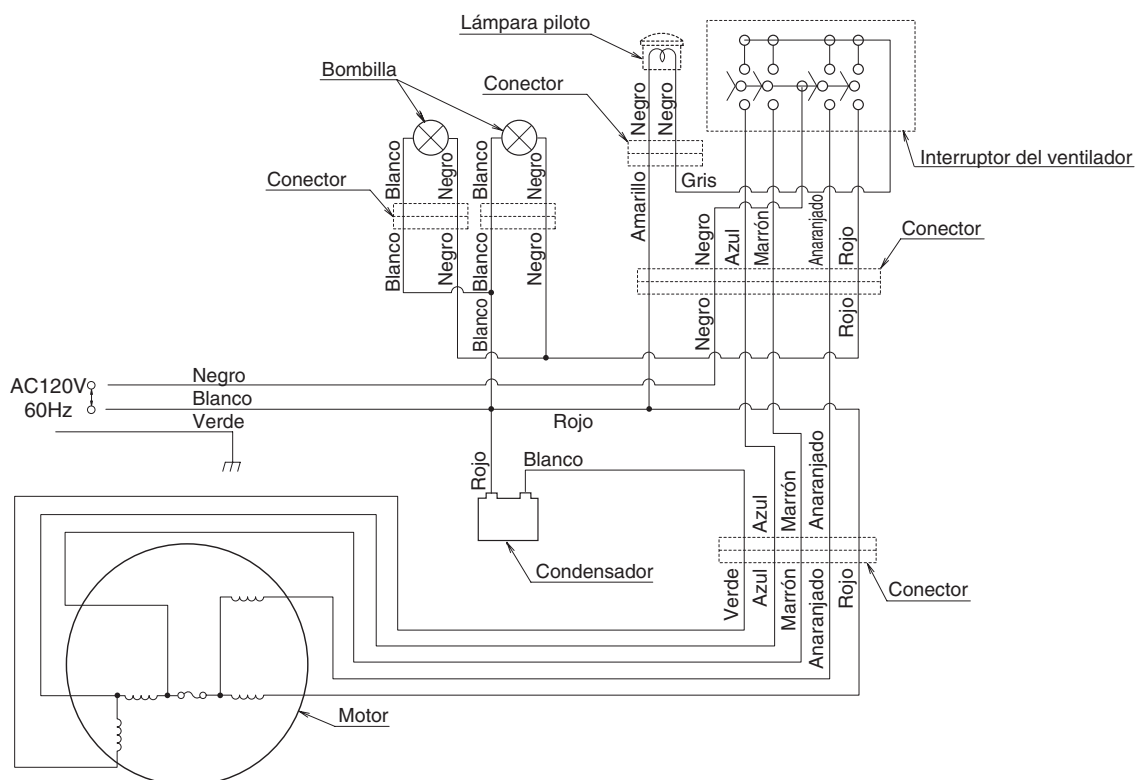 Lámpara piloto
Bombilla
Conector
Negro
Negro
Interruptor del ventilador
Blanco
Negro
Blanco
Negro
Conector
Gris
Amarillo
Negro
Azul
Marrón
Anaranjado
Rojo
Conector
Blanco
Negro
Blanco
Negro
Blanco
Negro
Rojo
AC120V
60Hz
Negro
Blanco
Verde
Rojo
Rojo
Blanco
Azul
Marrón
Anaranjado
Condensador
Verde
Azul
Marrón
Anaranjado
Rojo
Conector
Motor